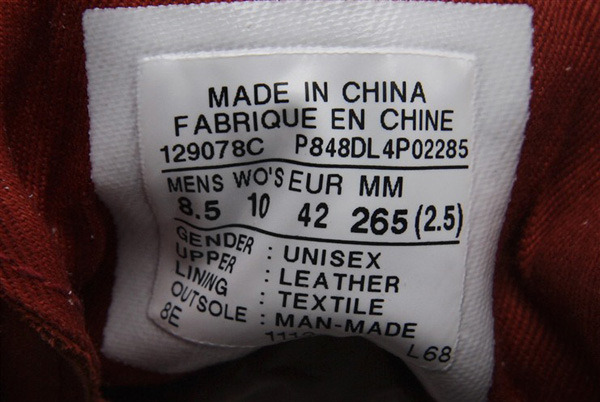 MADE IN CHINA
FABRIQUE EN CHINE
129078C P848DL4P02285
MENS WO'S EUR MM
8.5 10 42 265 (2.5)
GENDER : UNISEX
UPPER : LEATHER
LINING : TEXTILE
OUTSOLE : MAN-MADE
8E L68